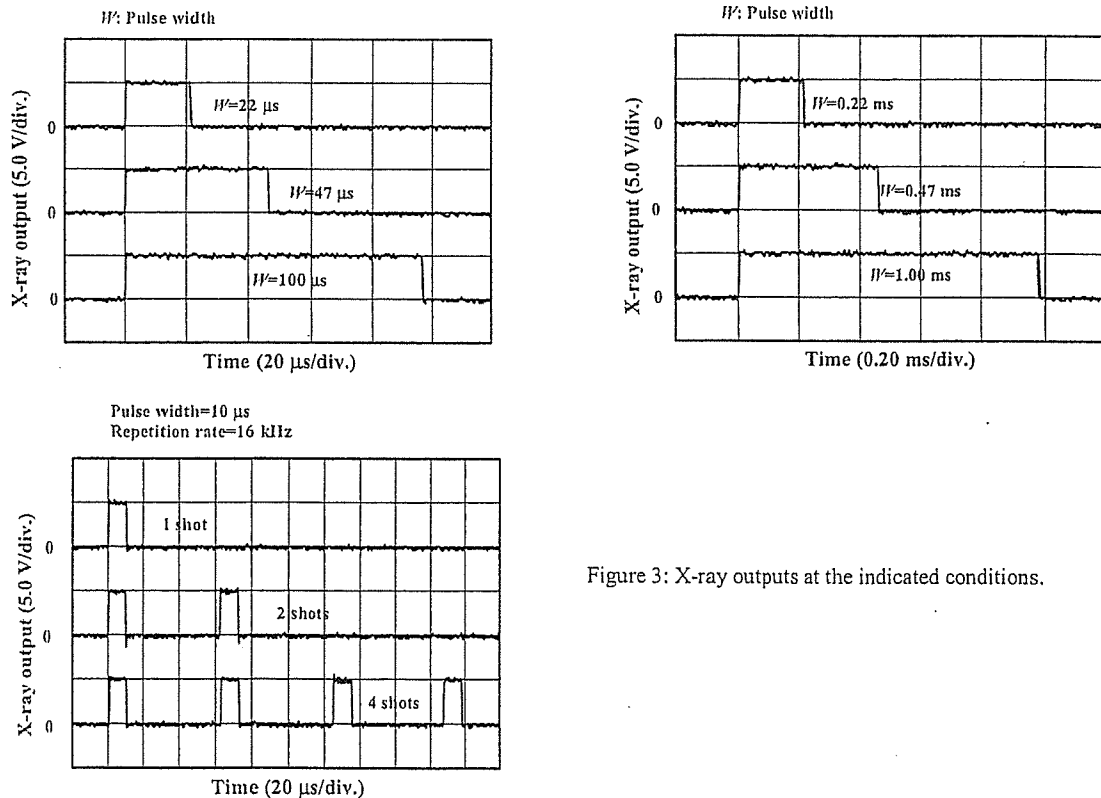 W: Pulse width
X-ray output (5.0 V/div.)
0
W=22 μs
0
W=47 μs
0
W=100 μs
Time (20 μs/div.)
W: Pulse width
X-ray output (5.0 V/div.)
0
W=0.22 ms
0
W=0.47 ms
0
W=1.00 ms
Time (0.20 ms/div.)
Pulse width=10 μs
Repetition rate=16 kHz
X-ray output (5.0 V/div.)
0
1 shot
0
2 shots
0
4 shots
Time (20 μs/div.)
Figure 3: X-ray outputs at the indicated conditions.